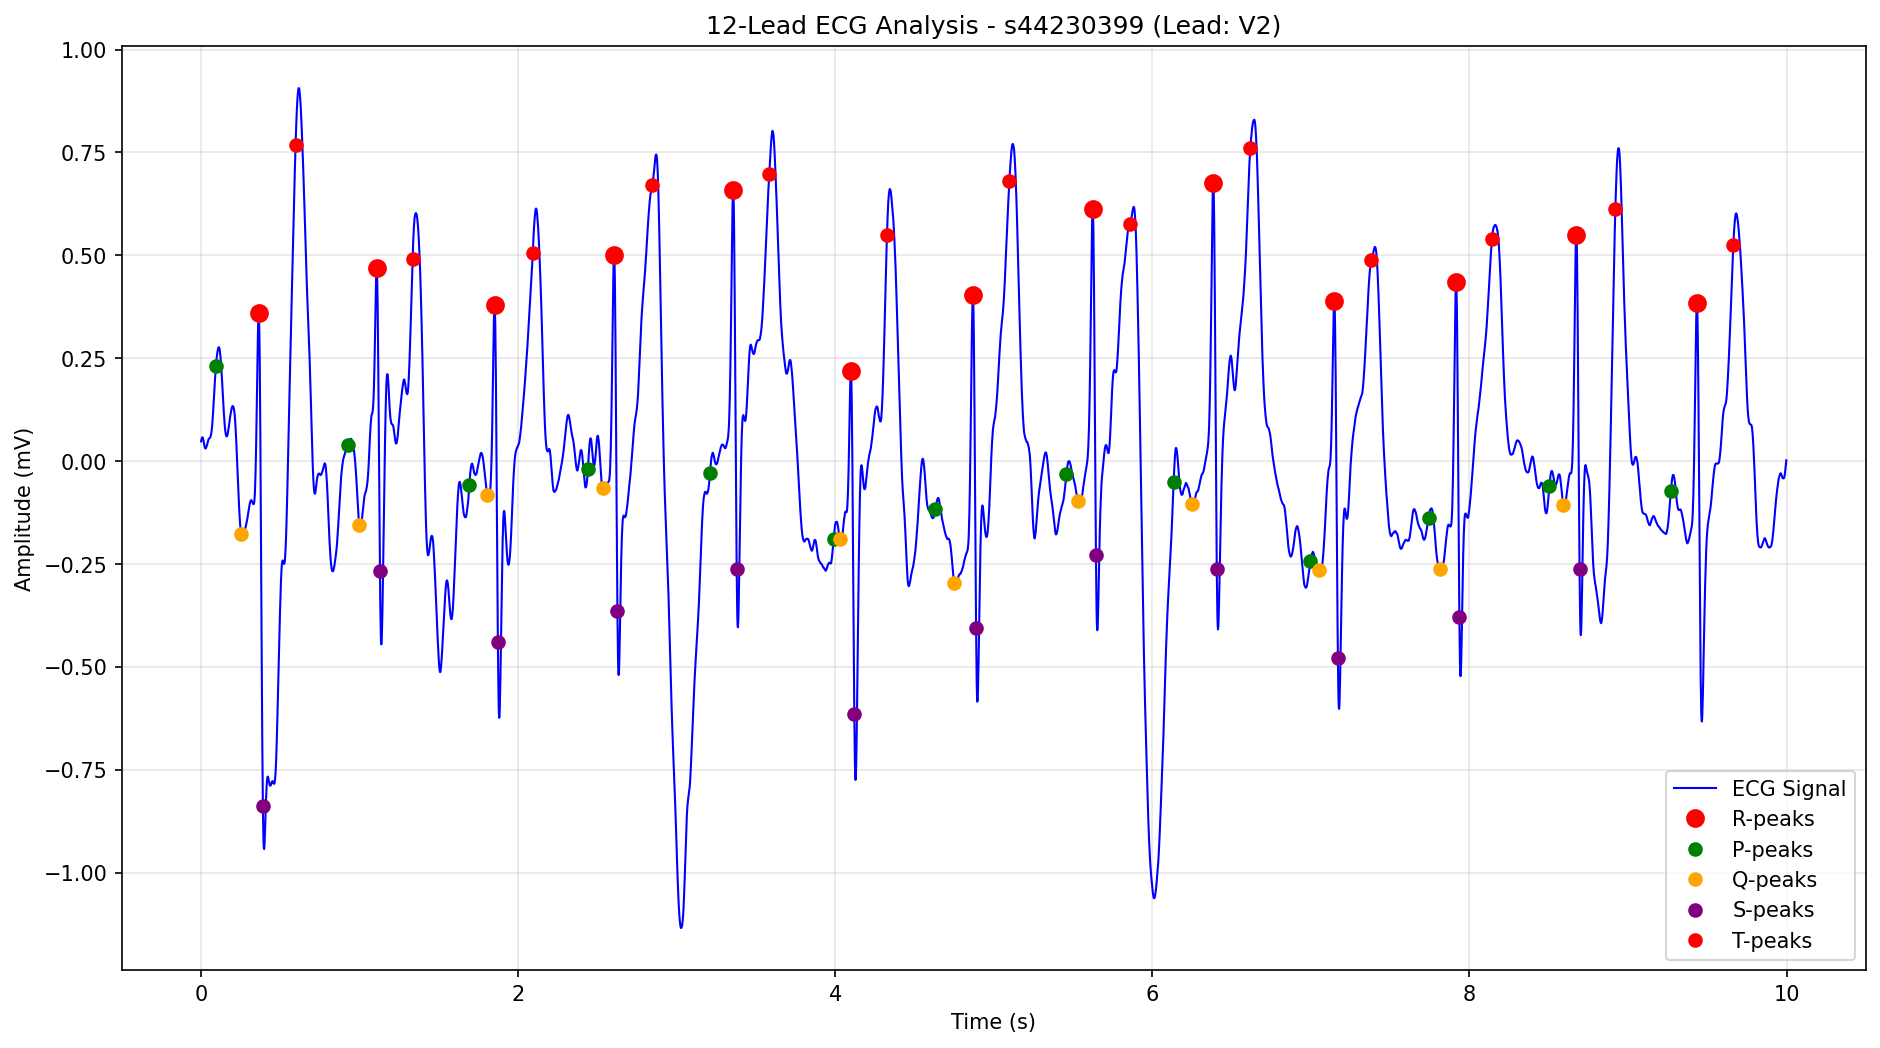 12-Lead ECG Analysis - s44230399 (Lead: V2)
1.00
0.75
0.50
0.25
0.00
−0.25
−0.50
−0.75
−1.00
Amplitude (mV)
0
2
4
6
8
10
Time (s)
ECG Signal
R-peaks
P-peaks
Q-peaks
S-peaks
T-peaks